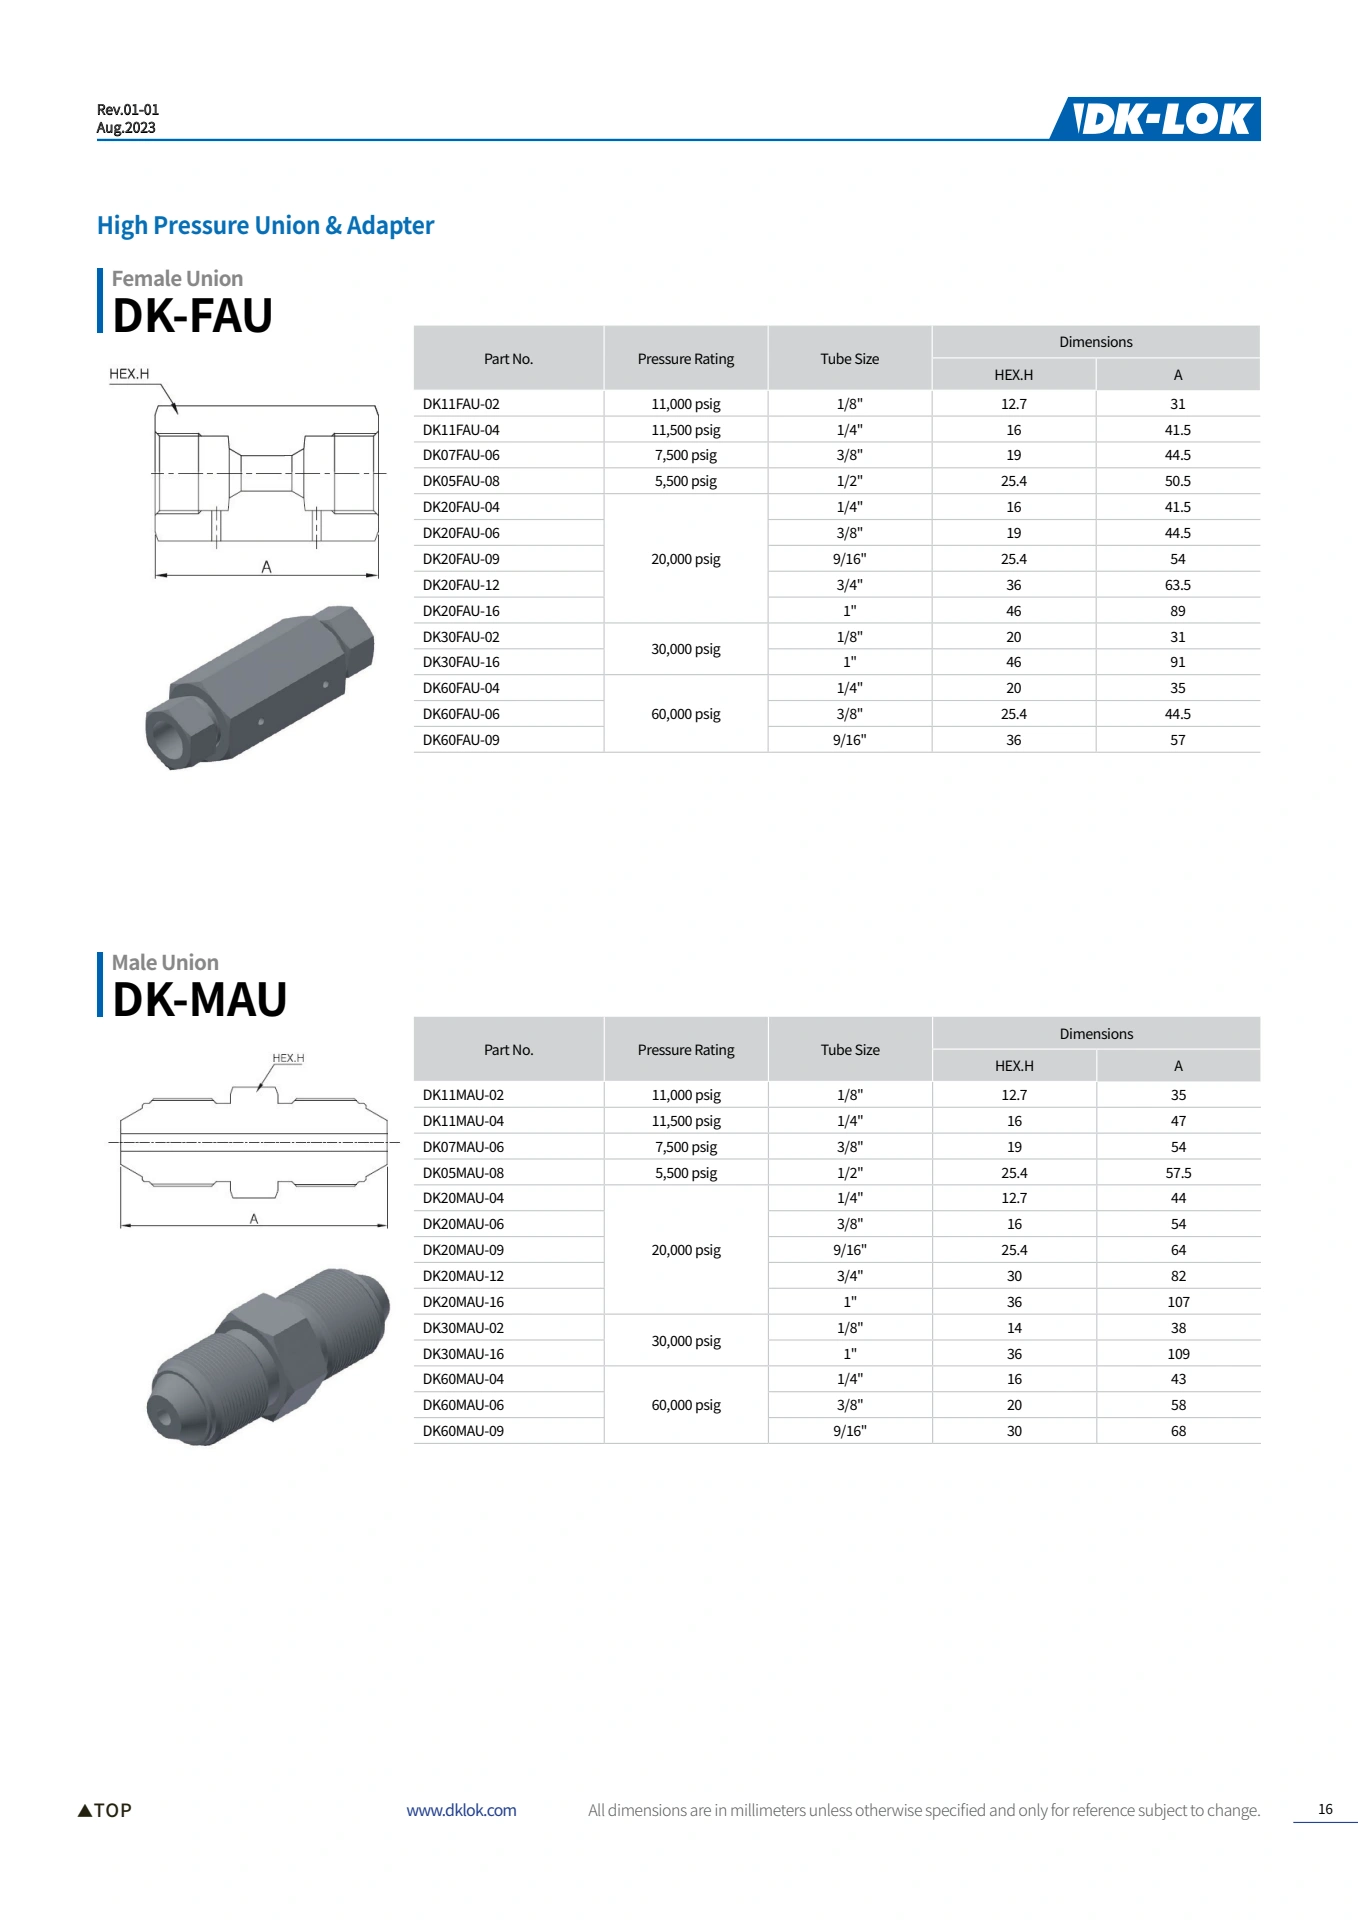 Rev.01-01
Aug.2023
DK-LOK
High Pressure Union & Adapter
Female Union
DK-FAU
HEX.H
A
Part No. Pressure Rating Tube Size Dimensions
HEX.H A
DK11FAU-02 11,000 psig 1/8" 12.7 31
DK11FAU-04 11,500 psig 1/4" 16 41.5
DK07FAU-06 7,500 psig 3/8" 19 44.5
DK05FAU-08 5,500 psig 1/2" 25.4 50.5
DK20FAU-04 1/4" 16 41.5
DK20FAU-06 3/8" 19 44.5
DK20FAU-09 20,000 psig 9/16" 25.4 54
DK20FAU-12 3/4" 36 63.5
DK20FAU-16 1" 46 89
DK30FAU-02 30,000 psig 1/8" 20 31
DK30FAU-16 1" 46 91
DK60FAU-04 1/4" 20 35
DK60FAU-06 60,000 psig 3/8" 25.4 44.5
DK60FAU-09 9/16" 36 57
Male Union
DK-MAU
HEX.H
A
Part No. Pressure Rating Tube Size Dimensions
HEX.H A
DK11MAU-02 11,000 psig 1/8" 12.7 35
DK11MAU-04 11,500 psig 1/4" 16 47
DK07MAU-06 7,500 psig 3/8" 19 54
DK05MAU-08 5,500 psig 1/2" 25.4 57.5
DK20MAU-04 1/4" 12.7 44
DK20MAU-06 3/8" 16 54
DK20MAU-09 20,000 psig 9/16" 25.4 64
DK20MAU-12 3/4" 30 82
DK20MAU-16 1" 36 107
DK30MAU-02 30,000 psig 1/8" 14 38
DK30MAU-16 1" 36 109
DK60MAU-04 1/4" 16 43
DK60MAU-06 60,000 psig 3/8" 20 58
DK60MAU-09 9/16" 30 68
▲TOP www.dklok.com All dimensions are in millimeters unless otherwise specified and only for reference subject to change. 16